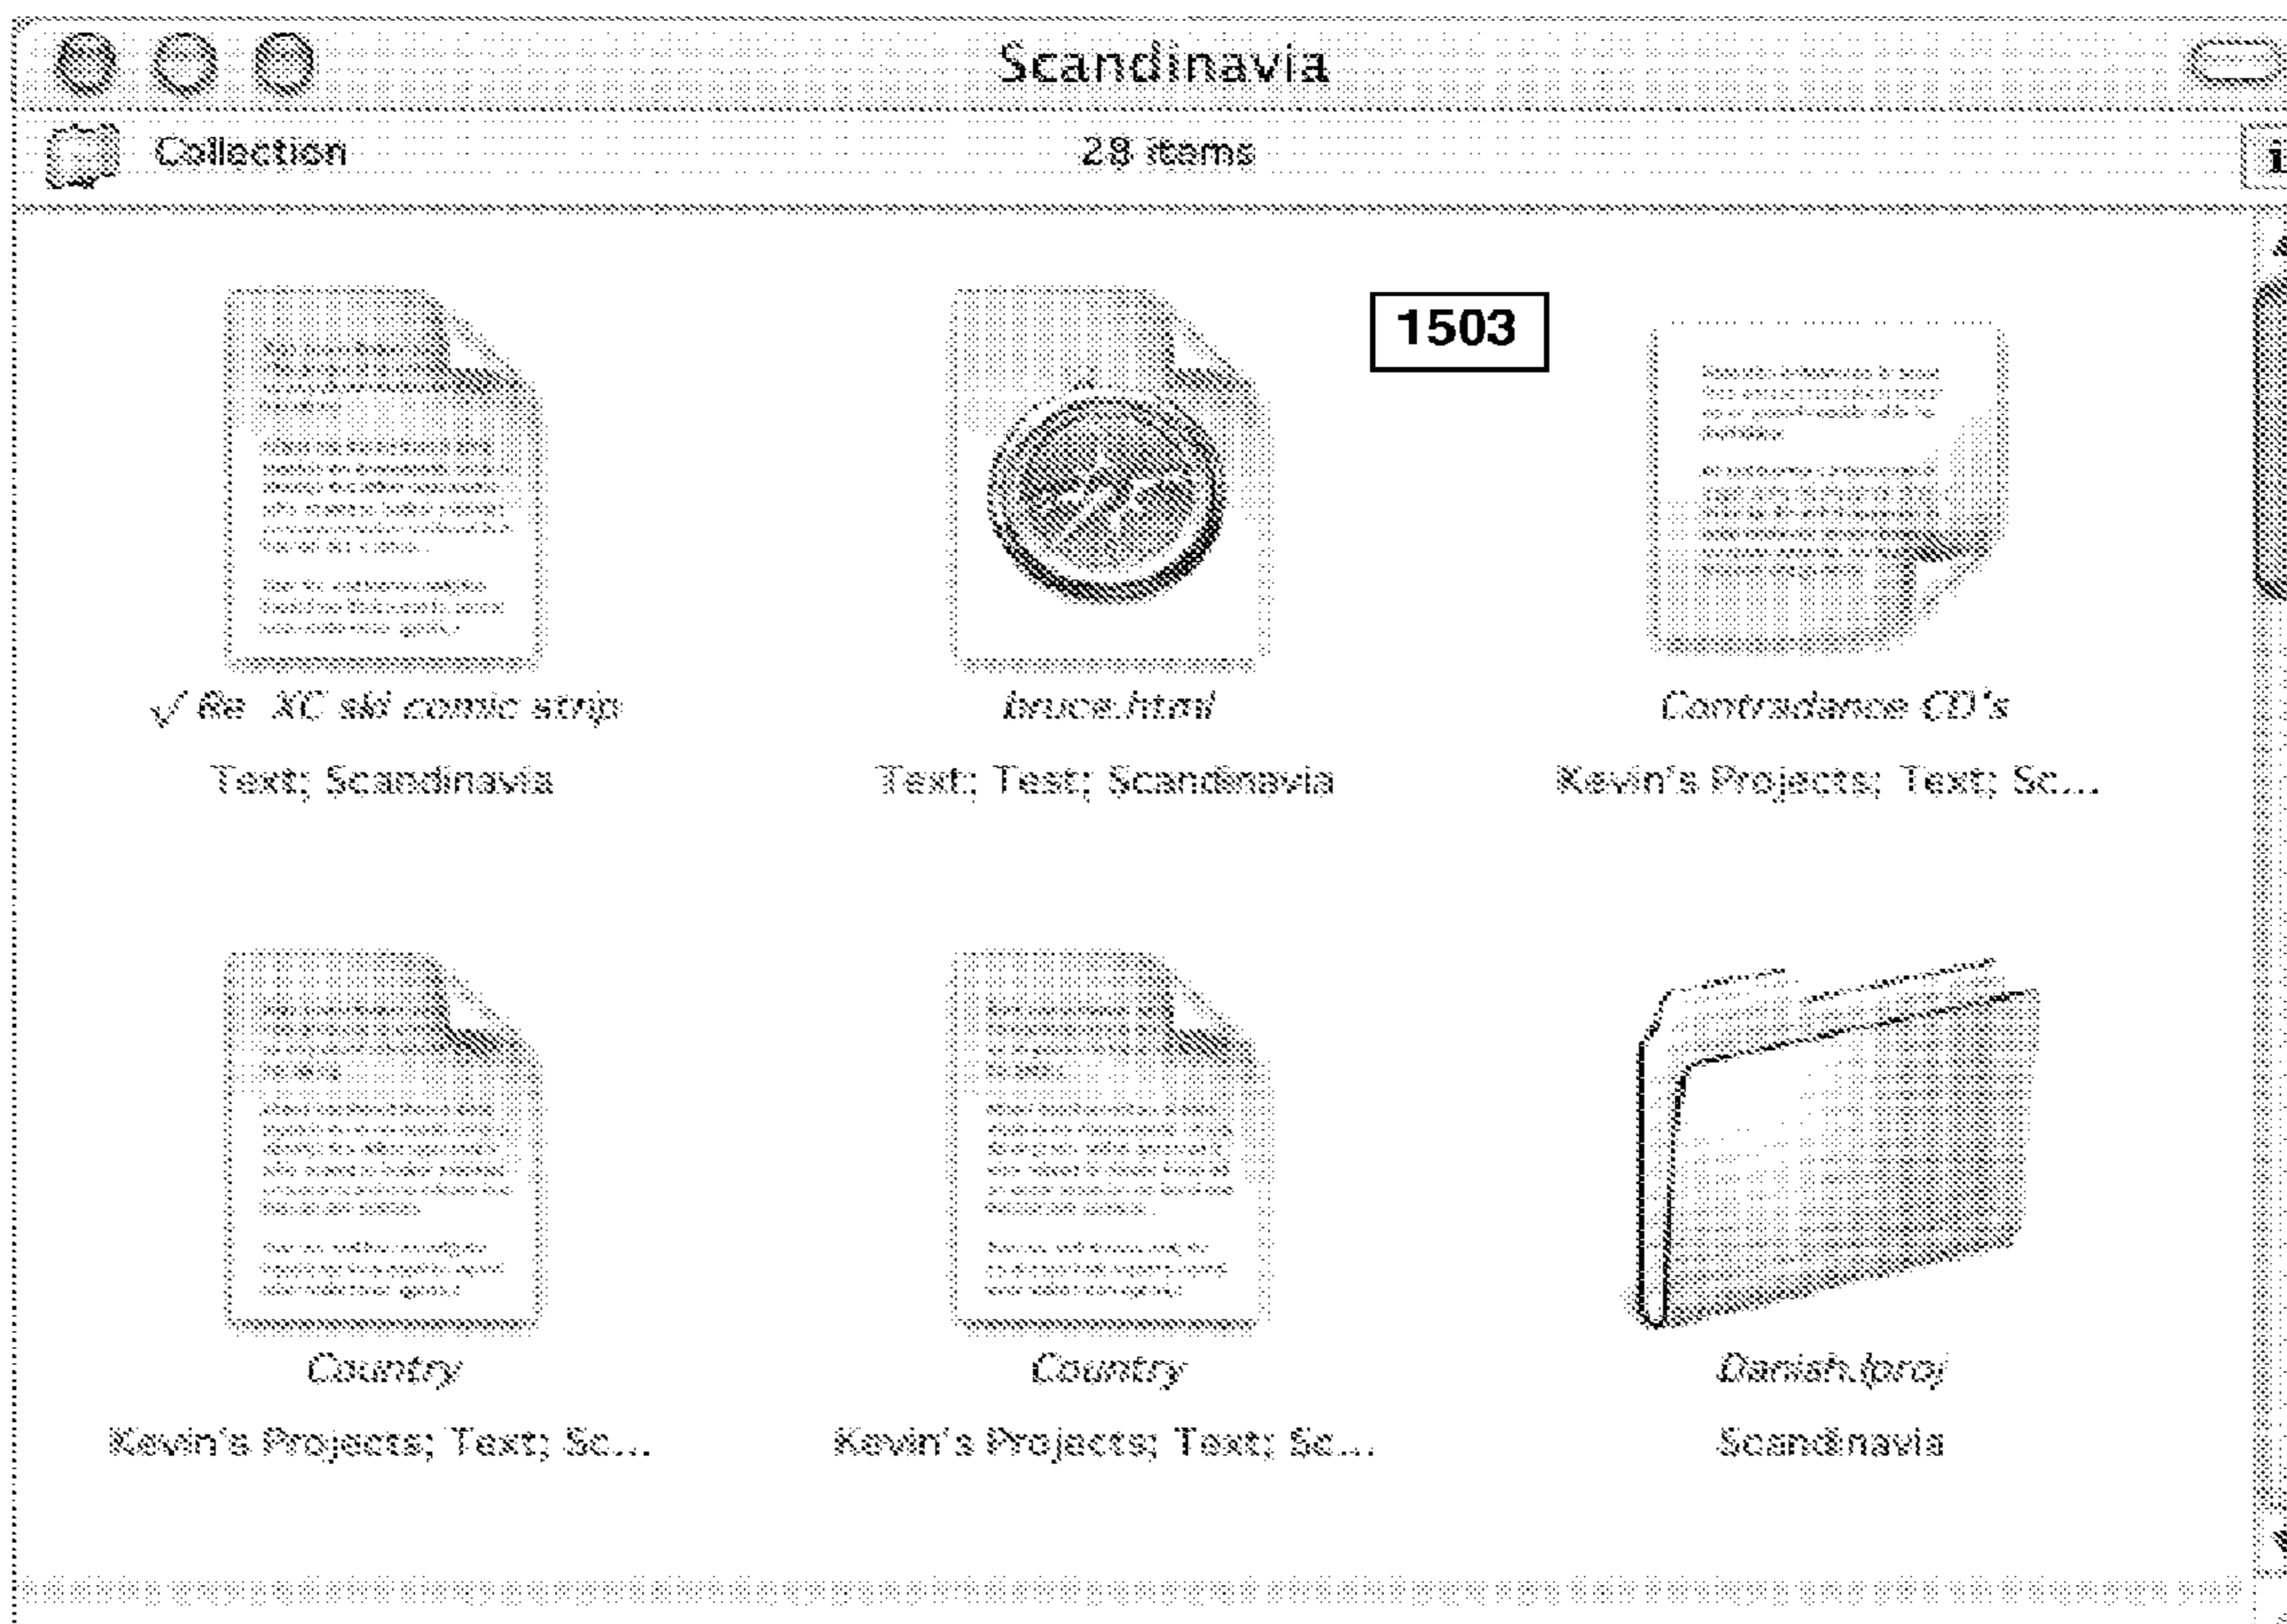 Scandinavia
Collection 28 items i
1503
✓ Re XC ski comic strip bruce.html Contradance CD's
Text; Scandinavia Text; Test; Scandinavia Kevin's Projects; Text; Sc...
Country Country Danish.lproj
Kevin's Projects; Text; Sc... Kevin's Projects; Text; Sc... Scandinavia